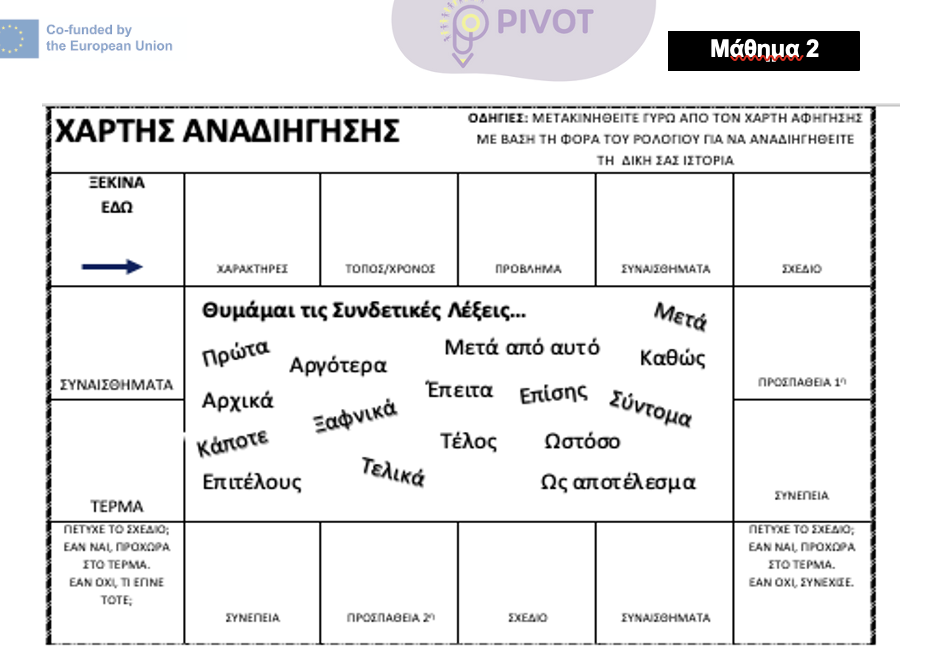 Co-funded by
the European Union
PIVOT
Μάθημα 2
ΧΑΡΤΗΣ ΑΝΑΔΙΗΓΗΣΗΣ
ΟΔΗΓΙΕΣ: ΜΕΤΑΚΙΝΗΘΕΙΤΕ ΓΥΡΩ ΑΠΟ ΤΟΝ ΧΑΡΤΗ ΑΦΗΓΗΣΗΣ
ΜΕ ΒΑΣΗ ΤΗ ΦΟΡΑ ΤΟΥ ΡΟΛΟΓΙΟΥ ΓΙΑ ΝΑ ΑΝΑΔΙΗΓΗΘΕΙΤΕ
ΤΗ ΔΙΚΗ ΣΑΣ ΙΣΤΟΡΙΑ
ΞΕΚΙΝΑ
ΕΔΩ
ΧΑΡΑΚΤΗΡΕΣ
ΤΟΠΟΣ/ΧΡΟΝΟΣ
ΠΡΟΒΛΗΜΑ
ΣΥΝΑΙΣΘΗΜΑΤΑ
ΣΧΕΔΙΟ
Θυμάμαι τις Συνδετικές Λέξεις...
Μετά
Πρώτα
Αργότερα
Μετά από αυτό
Καθώς
Αρχικά
Ξαφνικά
Έπειτα
Επίσης
Σύντομα
Κάποτε
Τέλος
Ωστόσο
Επιτέλους
Τελικά
Ως αποτέλεσμα
ΣΥΝΑΙΣΘΗΜΑΤΑ
ΠΡΟΣΠΑΘΕΙΑ 1η
ΤΕΡΜΑ
ΣΥΝΕΠΕΙΑ
ΠΕΤΥΧΕ ΤΟ ΣΧΕΔΙΟ;
ΕΑΝ ΝΑΙ, ΠΡΟΧΩΡΑ
ΣΤΟ ΤΕΡΜΑ.
ΕΑΝ ΟΧΙ, ΤΙ ΕΓΙΝΕ
ΤΟΤΕ;
ΣΥΝΕΠΕΙΑ
ΠΡΟΣΠΑΘΕΙΑ 2η
ΣΧΕΔΙΟ
ΣΥΝΑΙΣΘΗΜΑΤΑ
ΠΕΤΥΧΕ ΤΟ ΣΧΕΔΙΟ;
ΕΑΝ ΝΑΙ, ΠΡΟΧΩΡΑ
ΣΤΟ ΤΕΡΜΑ.
ΕΑΝ ΟΧΙ, ΣΥΝΕΧΙΣΕ.